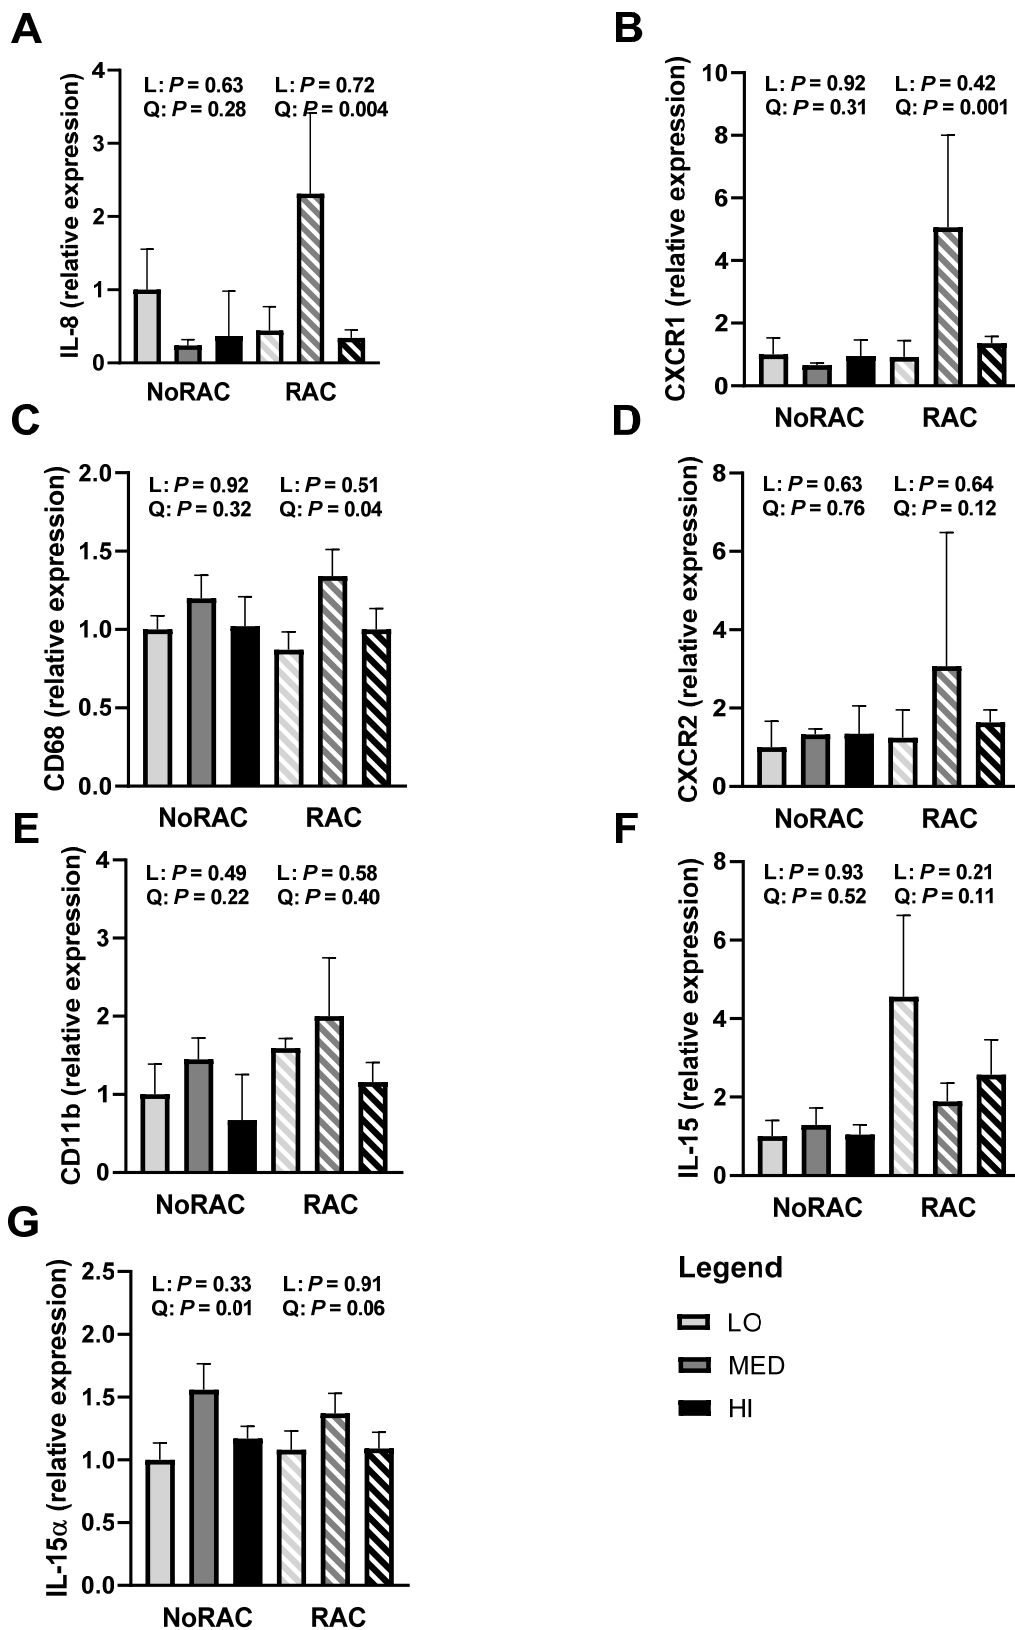 A
IL-8 (relative expression)
4
3
2
1
0
L: P = 0.63
Q: P = 0.28
L: P = 0.72
Q: P = 0.004
NoRAC
RAC
B
CXCR1 (relative expression)
10
8
6
4
2
0
L: P = 0.92
Q: P = 0.31
L: P = 0.42
Q: P = 0.001
NoRAC
RAC
C
CD68 (relative expression)
2.0
1.5
1.0
0.5
0.0
L: P = 0.92
Q: P = 0.32
L: P = 0.51
Q: P = 0.04
NoRAC
RAC
D
CXCR2 (relative expression)
8
6
4
2
0
L: P = 0.63
Q: P = 0.76
L: P = 0.64
Q: P = 0.12
NoRAC
RAC
E
CD11b (relative expression)
4
3
2
1
0
L: P = 0.49
Q: P = 0.22
L: P = 0.58
Q: P = 0.40
NoRAC
RAC
F
IL-15 (relative expression)
8
6
4
2
0
L: P = 0.93
Q: P = 0.52
L: P = 0.21
Q: P = 0.11
NoRAC
RAC
G
IL-15α (relative expression)
2.5
2.0
1.5
1.0
0.5
0.0
L: P = 0.33
Q: P = 0.01
L: P = 0.91
Q: P = 0.06
NoRAC
RAC
Legend
LO
MED
HI